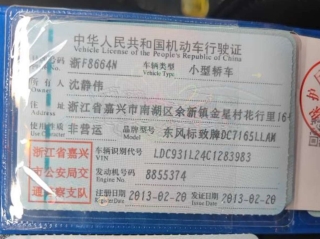 中华人民共和国机动车行驶证
Vehicle License of the People's Republic of China
号牌号码 浙F8664N 车辆类型 小型轿车
Vehicle Type
所有人 沈静伟
住 址 浙江省嘉兴市南湖区余新镇金星村花行里164
使用性质 非营运 品牌型号 东风标致牌DC7165LLAM
Use Character Model
浙江省嘉兴市公安局交通警察支队
车辆识别代号 LDC931L24C1283983
VIN
发动机号码 8855374
Engine No.
注册日期 2013-02-20 发证日期 2013-02-20
Register Date Issue Date